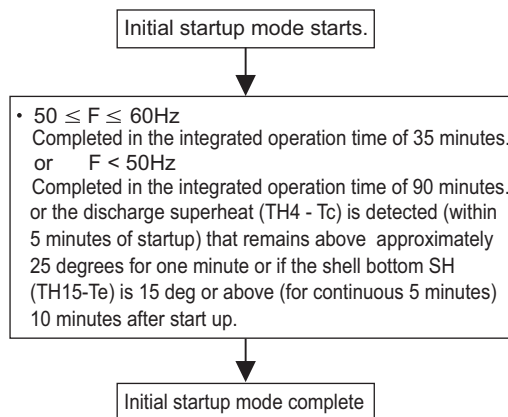 Initial startup mode starts.
• 50 ≤ F ≤ 60Hz
Completed in the integrated operation time of 35 minutes.
or F < 50Hz
Completed in the integrated operation time of 90 minutes.
or the discharge superheat (TH4 - Tc) is detected (within
5 minutes of startup) that remains above approximately
25 degrees for one minute or if the shell bottom SH
(TH15-Te) is 15 deg or above (for continuous 5 minutes)
10 minutes after start up.
Initial startup mode complete